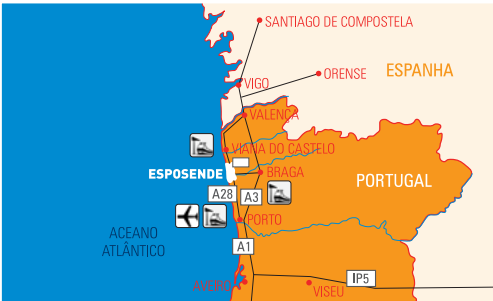 SANTIAGO DE COMPOSTELA
ORENSE
ESPANHA
VIGO
VALENÇA
VIANA DO CASTELO
ESPOSENDE
BRAGA
PORTUGAL
A28
A3
PORTO
ACEANO
ATLÂNTICO
A1
IP5
VISEU